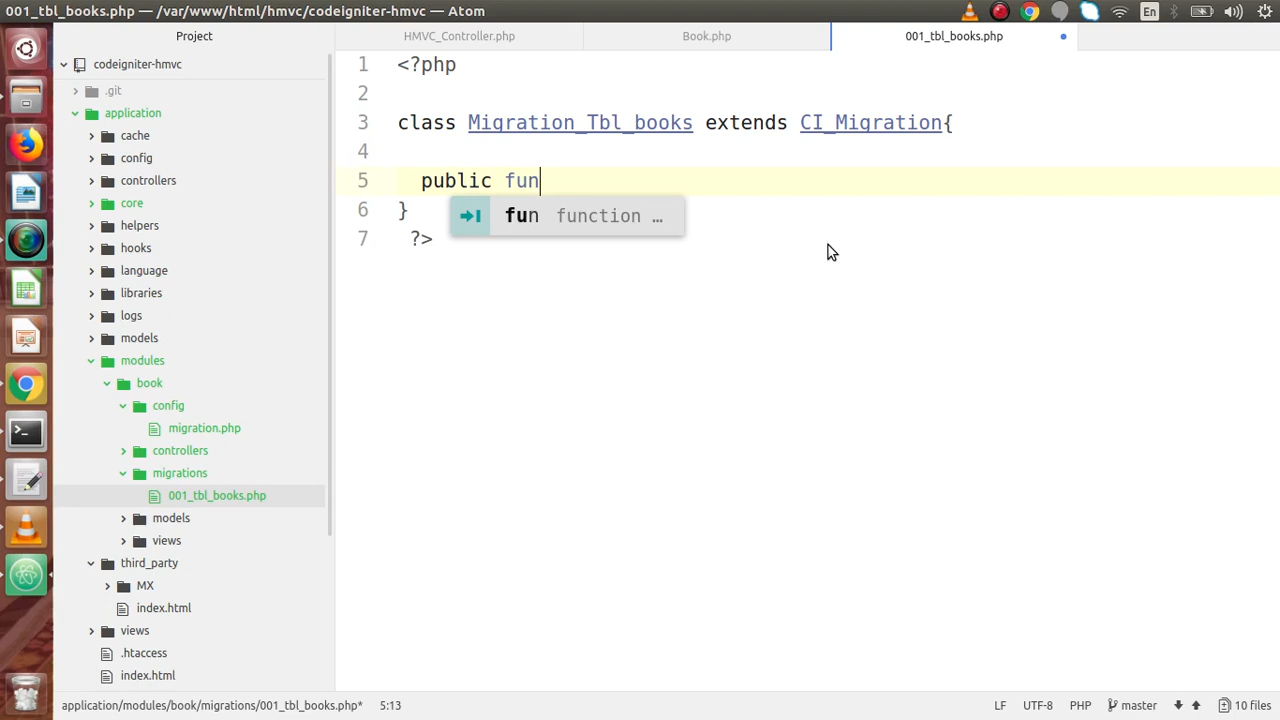 001_tbl_books.php — /var/www/html/hmvc/codeigniter-hmvc — Atom
En
Project
HMVC_Controller.php
Book.php
001_tbl_books.php
codeigniter-hmvc
.git
application
cache
config
controllers
core
helpers
hooks
language
libraries
logs
models
modules
book
config
migration.php
controllers
migrations
001_tbl_books.php
models
views
third_party
MX
index.html
views
.htaccess
index.html
1 <?php
2
3 class Migration_Tbl_books extends CI_Migration{
4
5 public fun
6 }
fun function …
7 ?>
application/modules/book/migrations/001_tbl_books.php* 5:13
LF UTF-8 PHP master 10 files